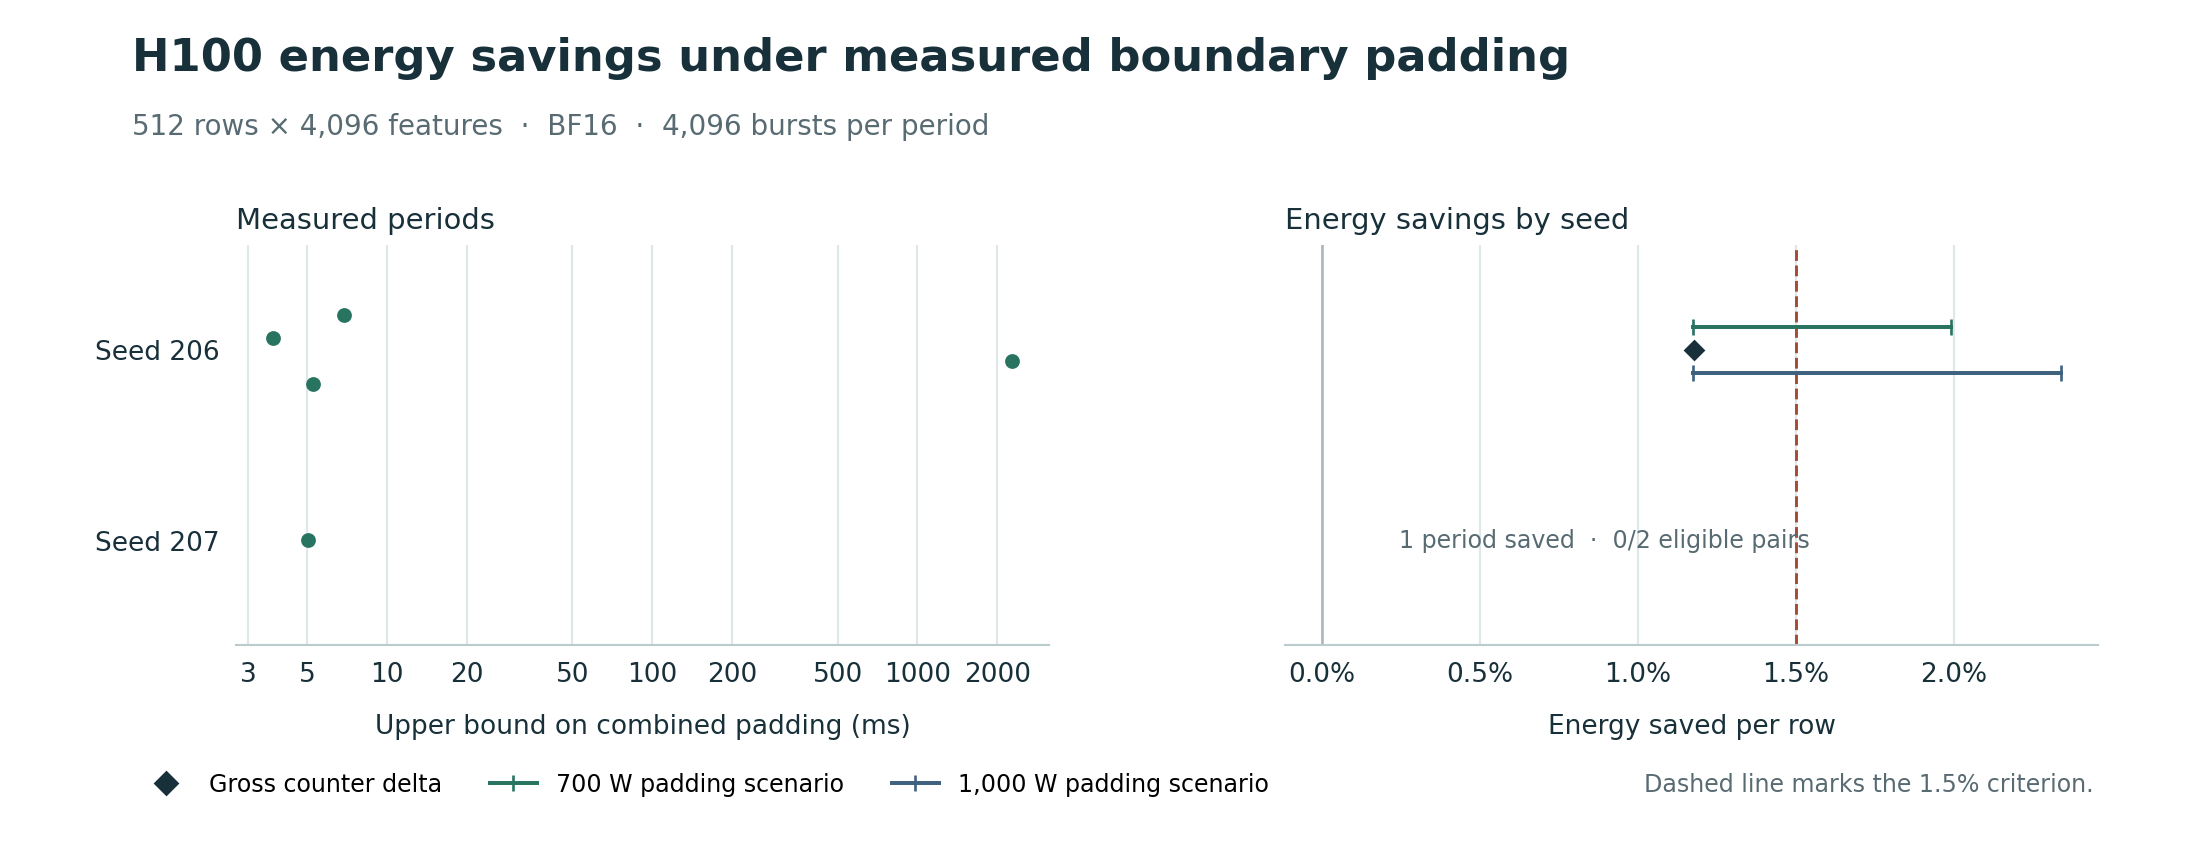 H100 energy savings under measured boundary padding
512 rows × 4,096 features · BF16 · 4,096 bursts per period
Measured periods
Seed 206
Seed 207
3 5 10 20 50 100 200 500 1000 2000
Upper bound on combined padding (ms)
Energy savings by seed
1 period saved · 0/2 eligible pairs
0.0% 0.5% 1.0% 1.5% 2.0%
Energy saved per row
Gross counter delta 700 W padding scenario 1,000 W padding scenario
Dashed line marks the 1.5% criterion.